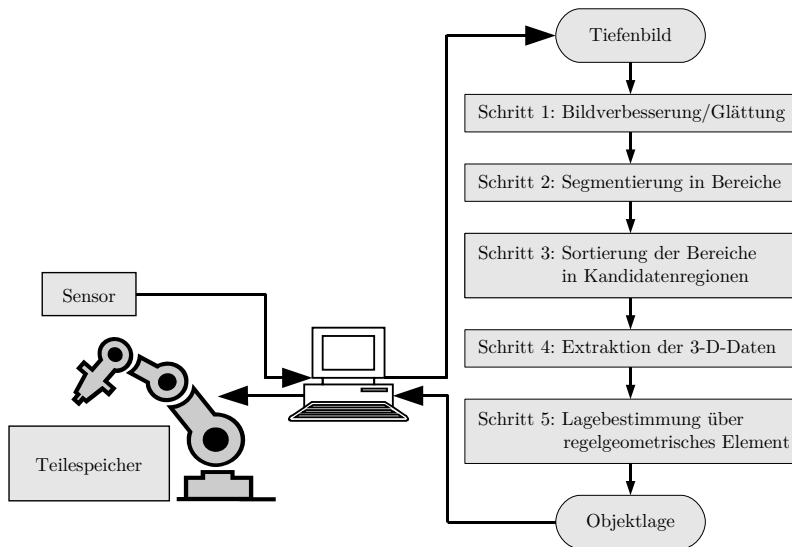 Tiefenbild
Schritt 1: Bildverbesserung/Glättung
Schritt 2: Segmentierung in Bereiche
Schritt 3: Sortierung der Bereiche
in Kandidatenregionen
Schritt 4: Extraktion der 3-D-Daten
Schritt 5: Lagebestimmung über
regelgeometrisches Element
Objektlage
Sensor
Teilespeicher